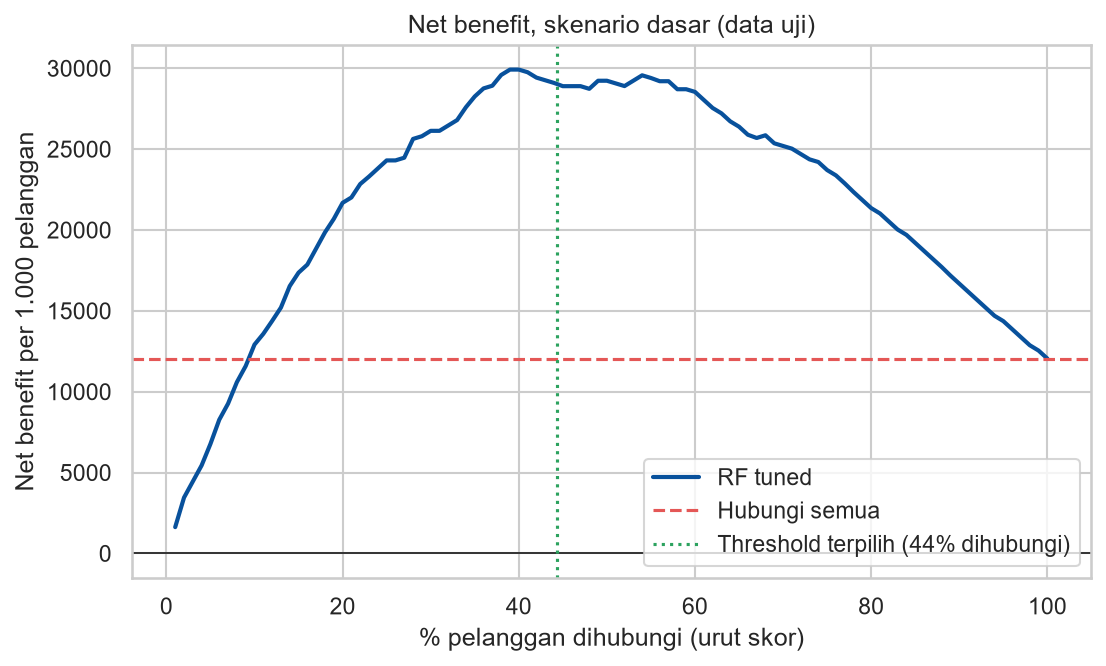 Net benefit, skenario dasar (data uji)
Net benefit per 1.000 pelanggan
30000
25000
20000
15000
10000
5000
0
RF tuned
Hubungi semua
Threshold terpilih (44% dihubungi)
0 20 40 60 80 100
% pelanggan dihubungi (urut skor)